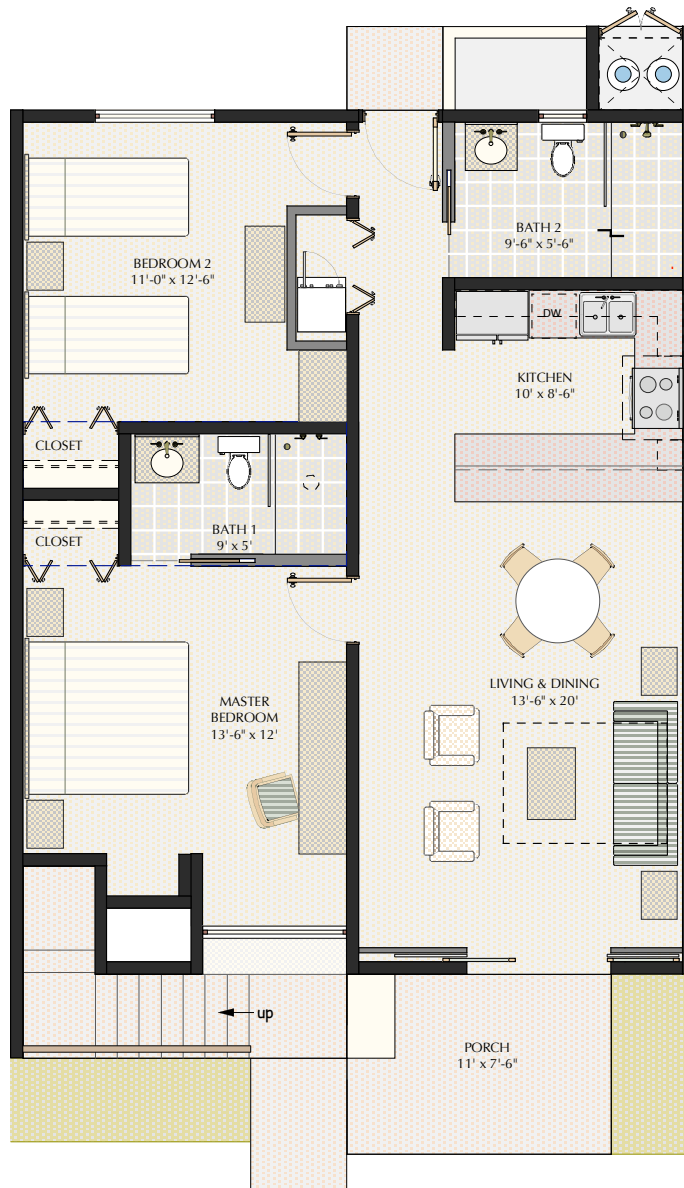 BATH 2
9'-6" x 5'-6"
BEDROOM 2
11'-0" x 12'-6"
DW
KITCHEN
10' x 8'-6"
CLOSET
BATH 1
9' x 5'
CLOSET
LIVING & DINING
13'-6" x 20'
MASTER
BEDROOM
13'-6" x 12'
up
PORCH
11' x 7'-6"